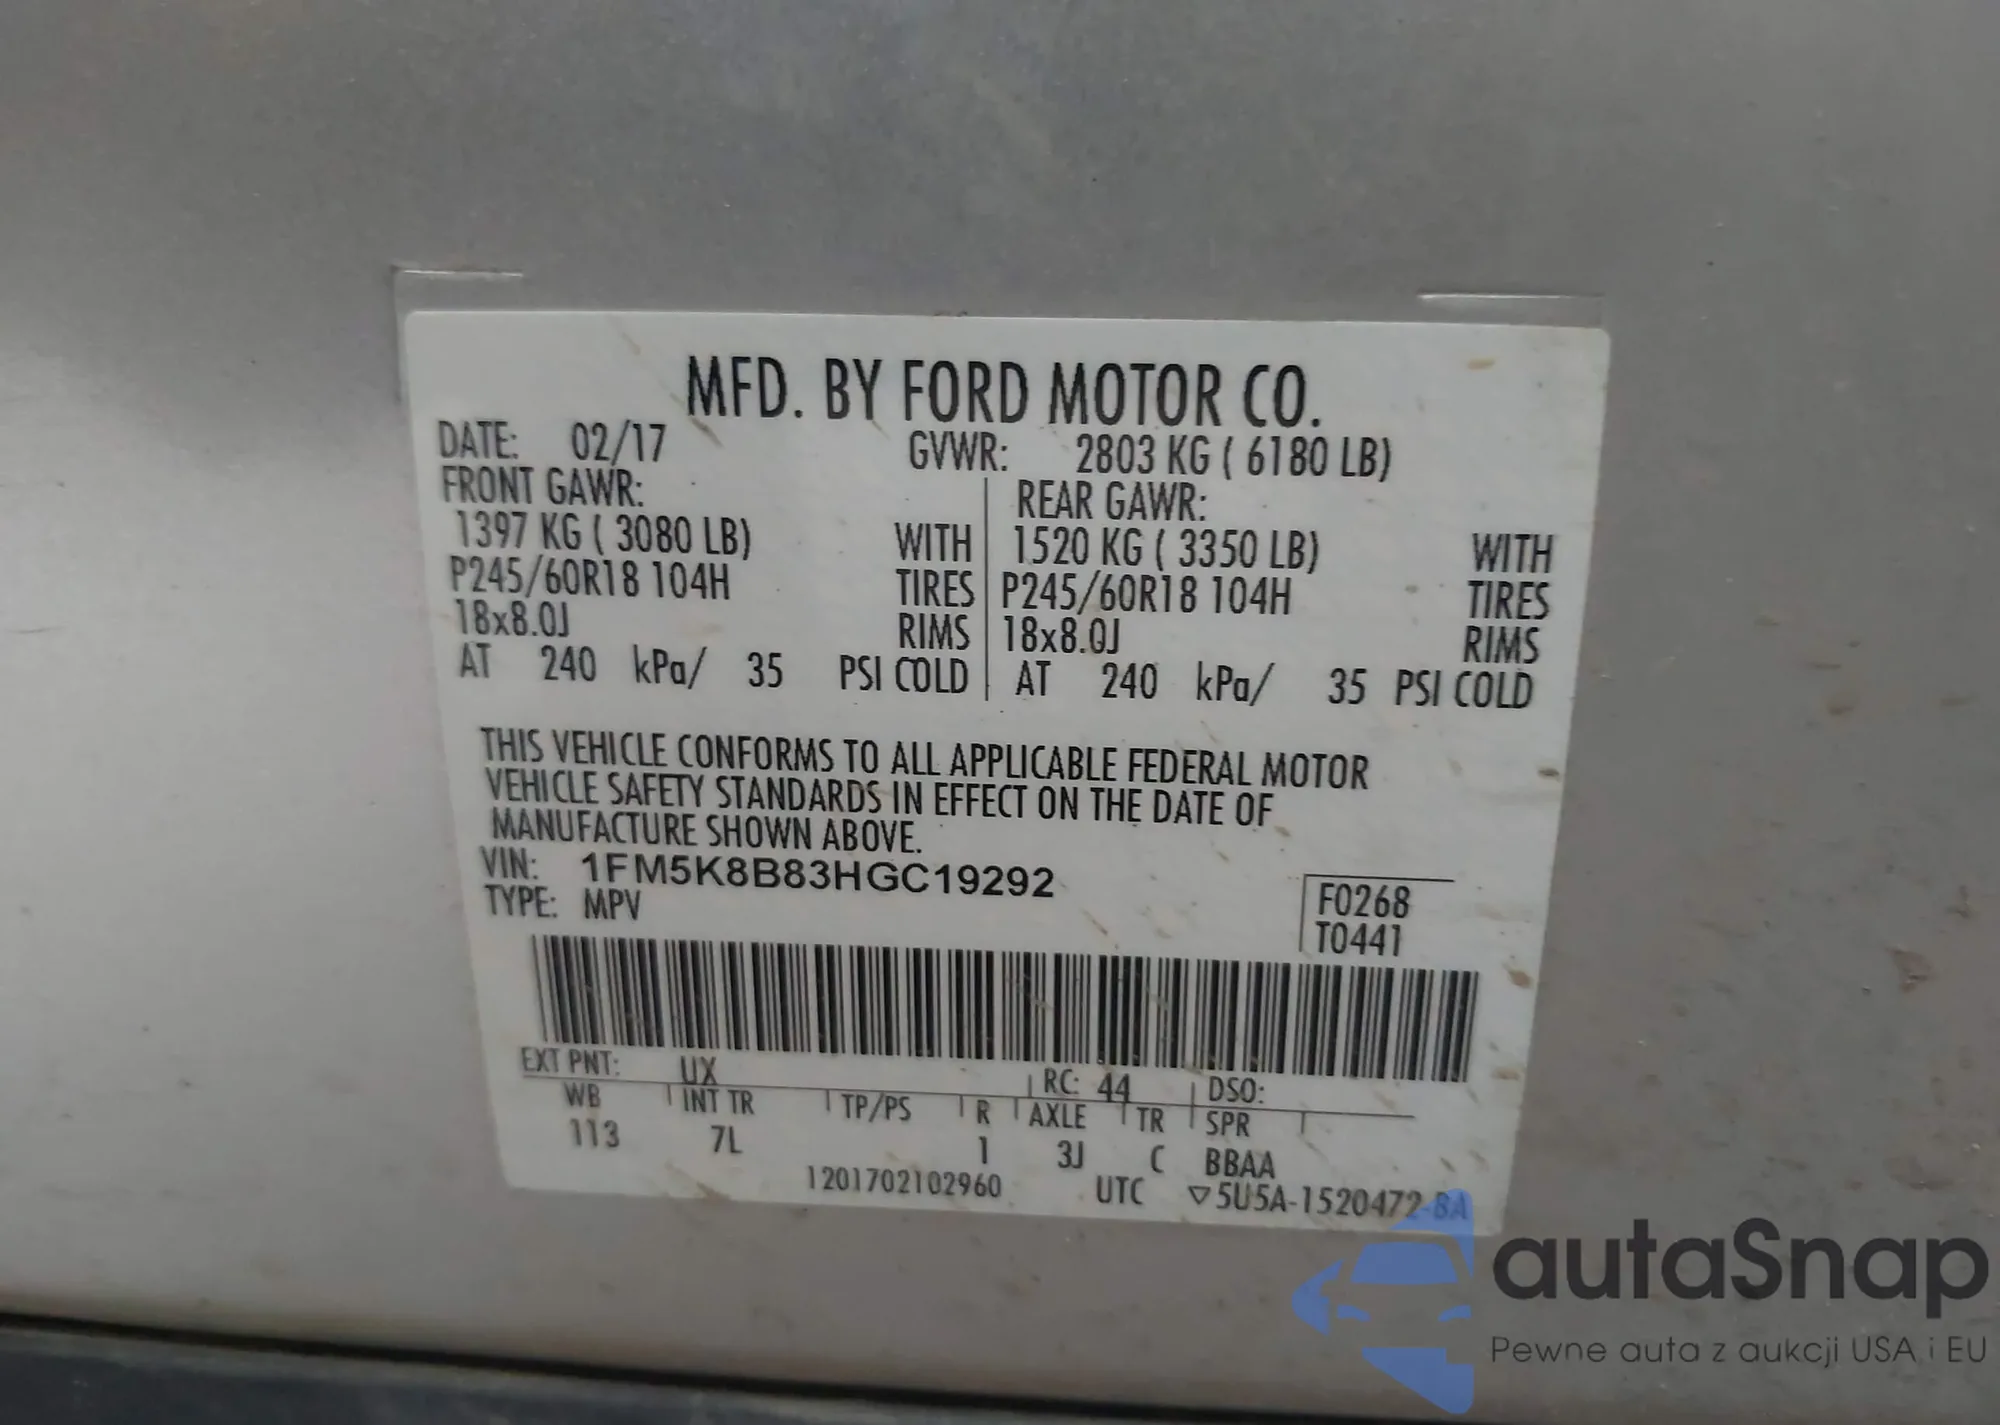 MFD. BY FORD MOTOR CO.
DATE: 02/17 GVWR: 2803 KG ( 6180 LB)
FRONT GAWR: REAR GAWR:
1397 KG ( 3080 LB) WITH 1520 KG ( 3350 LB) WITH
P245/60R18 104H TIRES P245/60R18 104H TIRES
18x8.0J RIMS 18x8.0J RIMS
AT 240 kPa/ 35 PSI COLD AT 240 kPa/ 35 PSI COLD
THIS VEHICLE CONFORMS TO ALL APPLICABLE FEDERAL MOTOR
VEHICLE SAFETY STANDARDS IN EFFECT ON THE DATE OF
MANUFACTURE SHOWN ABOVE.
VIN: 1FM5K8B83HGC19292
TYPE: MPV
F0268
T0441
EXT PNT: UX RC: 44 DSO:
WB INT TR TP/PS R AXLE TR SPR
113 7L 1 3J C BBAA
1201702102960 UTC ▽5U5A-1520472-BA
autaSnap
Pewne auta z aukcji USA i EU